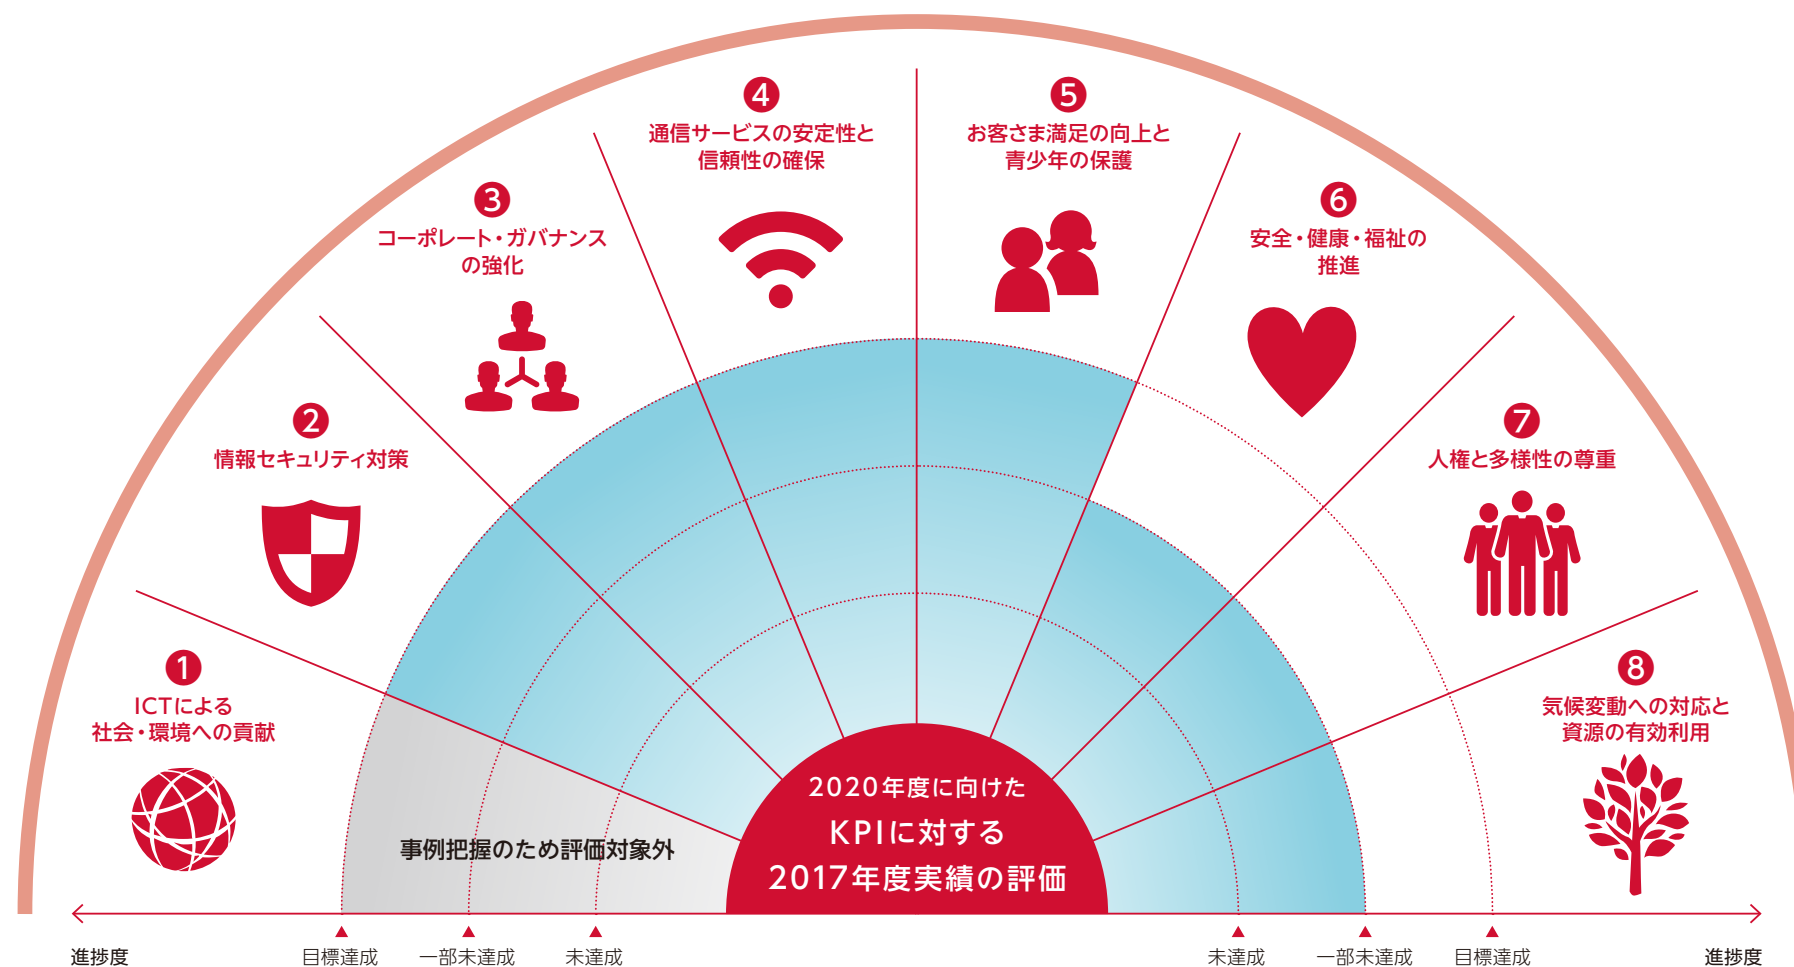 1
ICTによる
社会・環境への貢献
2
情報セキュリティ対策
3
コーポレート・ガバナンス
の強化
4
通信サービスの安定性と
信頼性の確保
5
お客さま満足の向上と
青少年の保護
6
安全・健康・福祉の
推進
7
人権と多様性の尊重
8
気候変動への対応と
資源の有効利用
事例把握のため評価対象外
2020年度に向けた
KPIに対する
2017年度実績の評価
進捗度
目標達成
一部未達成
未達成
未達成
一部未達成
目標達成
進捗度